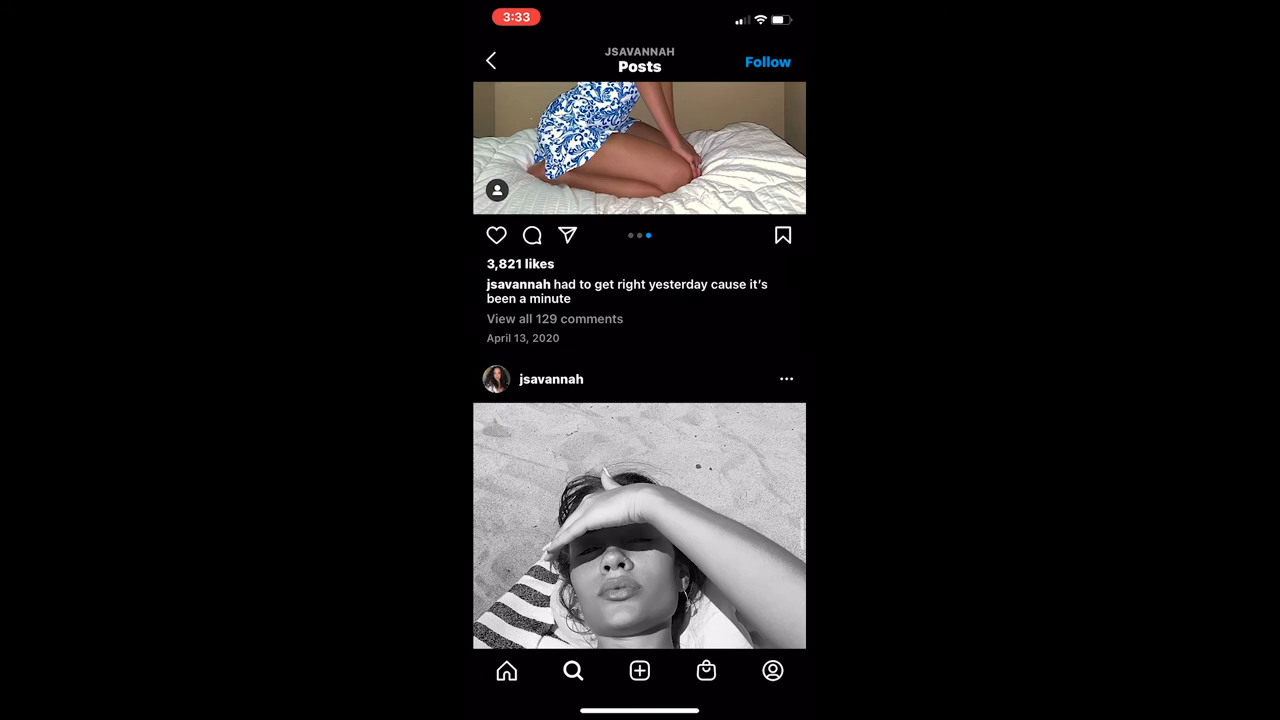 3:33
JSAVANNAH
Posts
Follow
3,821 likes
jsavannah had to get right yesterday cause it’s
been a minute
View all 129 comments
April 13, 2020
jsavannah